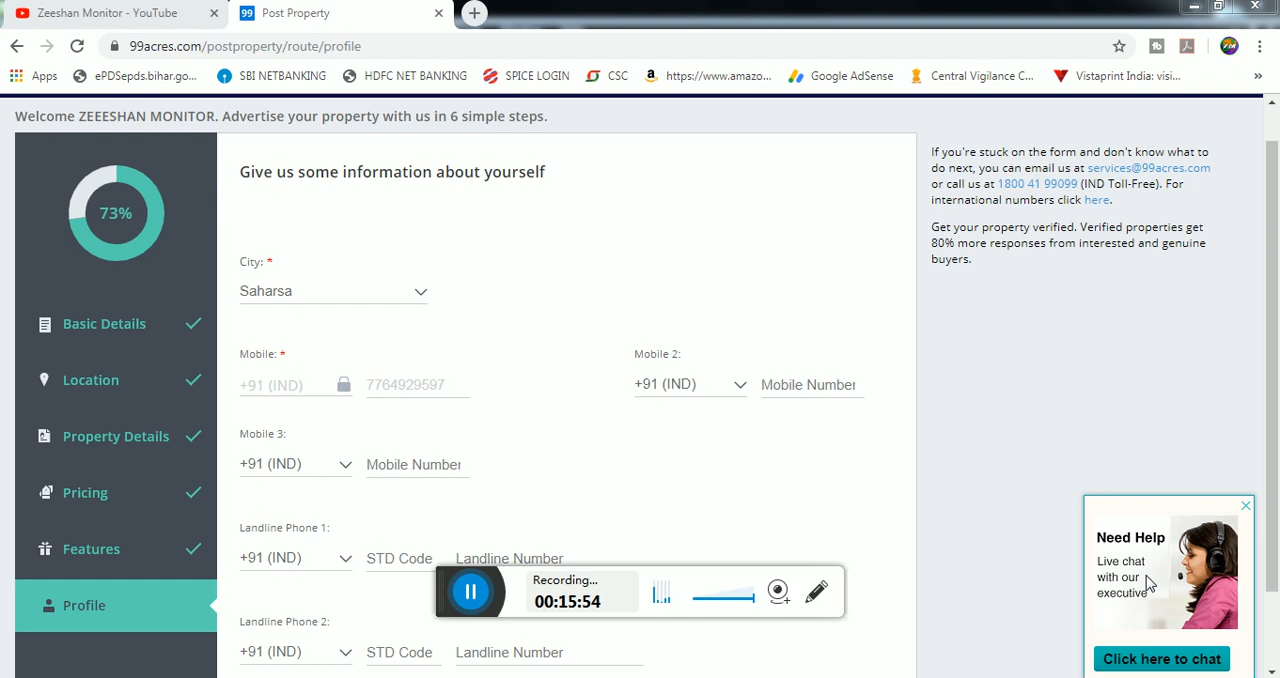 Zeeshan Monitor - YouTube
99 Post Property
99acres.com/postproperty/route/profile
Apps ePDSepds.bihar.go... SBI NETBANKING HDFC NET BANKING SPICE LOGIN CSC https://www.amazo... Google AdSense Central Vigilance C... Vistaprint India: visi... »
Welcome ZEEESHAN MONITOR. Advertise your property with us in 6 simple steps.
73%
Basic Details
Location
Property Details
Pricing
Features
Profile
Give us some information about yourself
City: *
Saharsa
Mobile: *
+91 (IND) 7764929597
Mobile 2:
+91 (IND) Mobile Number
Mobile 3:
+91 (IND) Mobile Number
Landline Phone 1:
+91 (IND) STD Code Landline Number
Landline Phone 2:
+91 (IND) STD Code Landline Number
Recording...
00:15:54
If you're stuck on the form and don't know what to
do next, you can email us at services@99acres.com
or call us at 1800 41 99099 (IND Toll-Free). For
international numbers click here.
Get your property verified. Verified properties get
80% more responses from interested and genuine
buyers.
Need Help
Live chat
with our
executive
Click here to chat